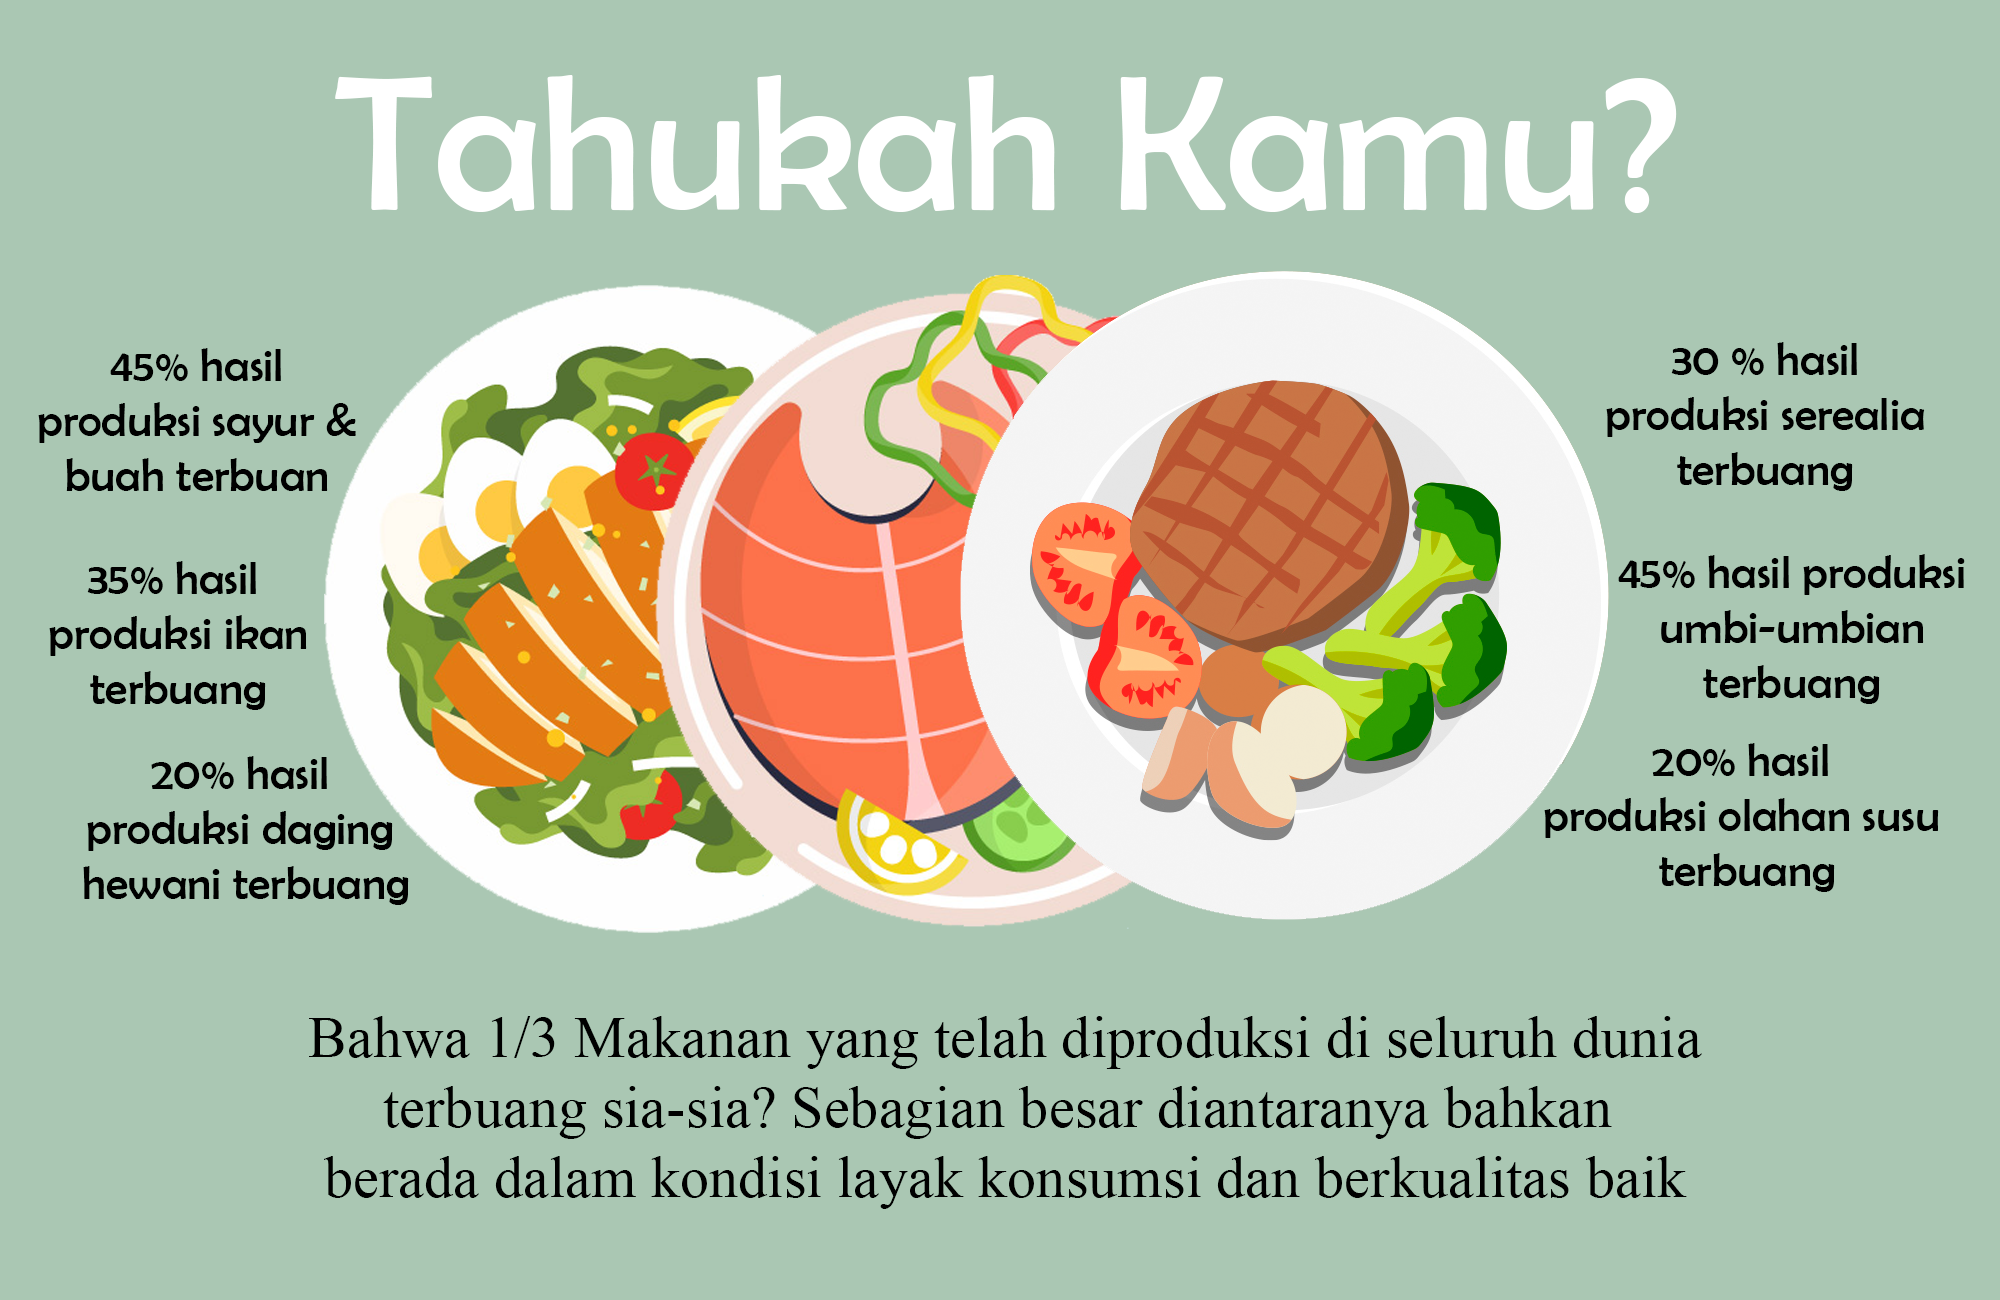 Tahukah Kamu?
45% hasil
produksi sayur &
buah terbuan
35% hasil
produksi ikan
terbuang
20% hasil
produksi daging
hewani terbuang
30 % hasil
produksi serealia
terbuang
45% hasil produksi
umbi-umbian
terbuang
20% hasil
produksi olahan susu
terbuang
Bahwa 1/3 Makanan yang telah diproduksi di seluruh dunia
terbuang sia-sia? Sebagian besar diantaranya bahkan
berada dalam kondisi layak konsumsi dan berkualitas baik